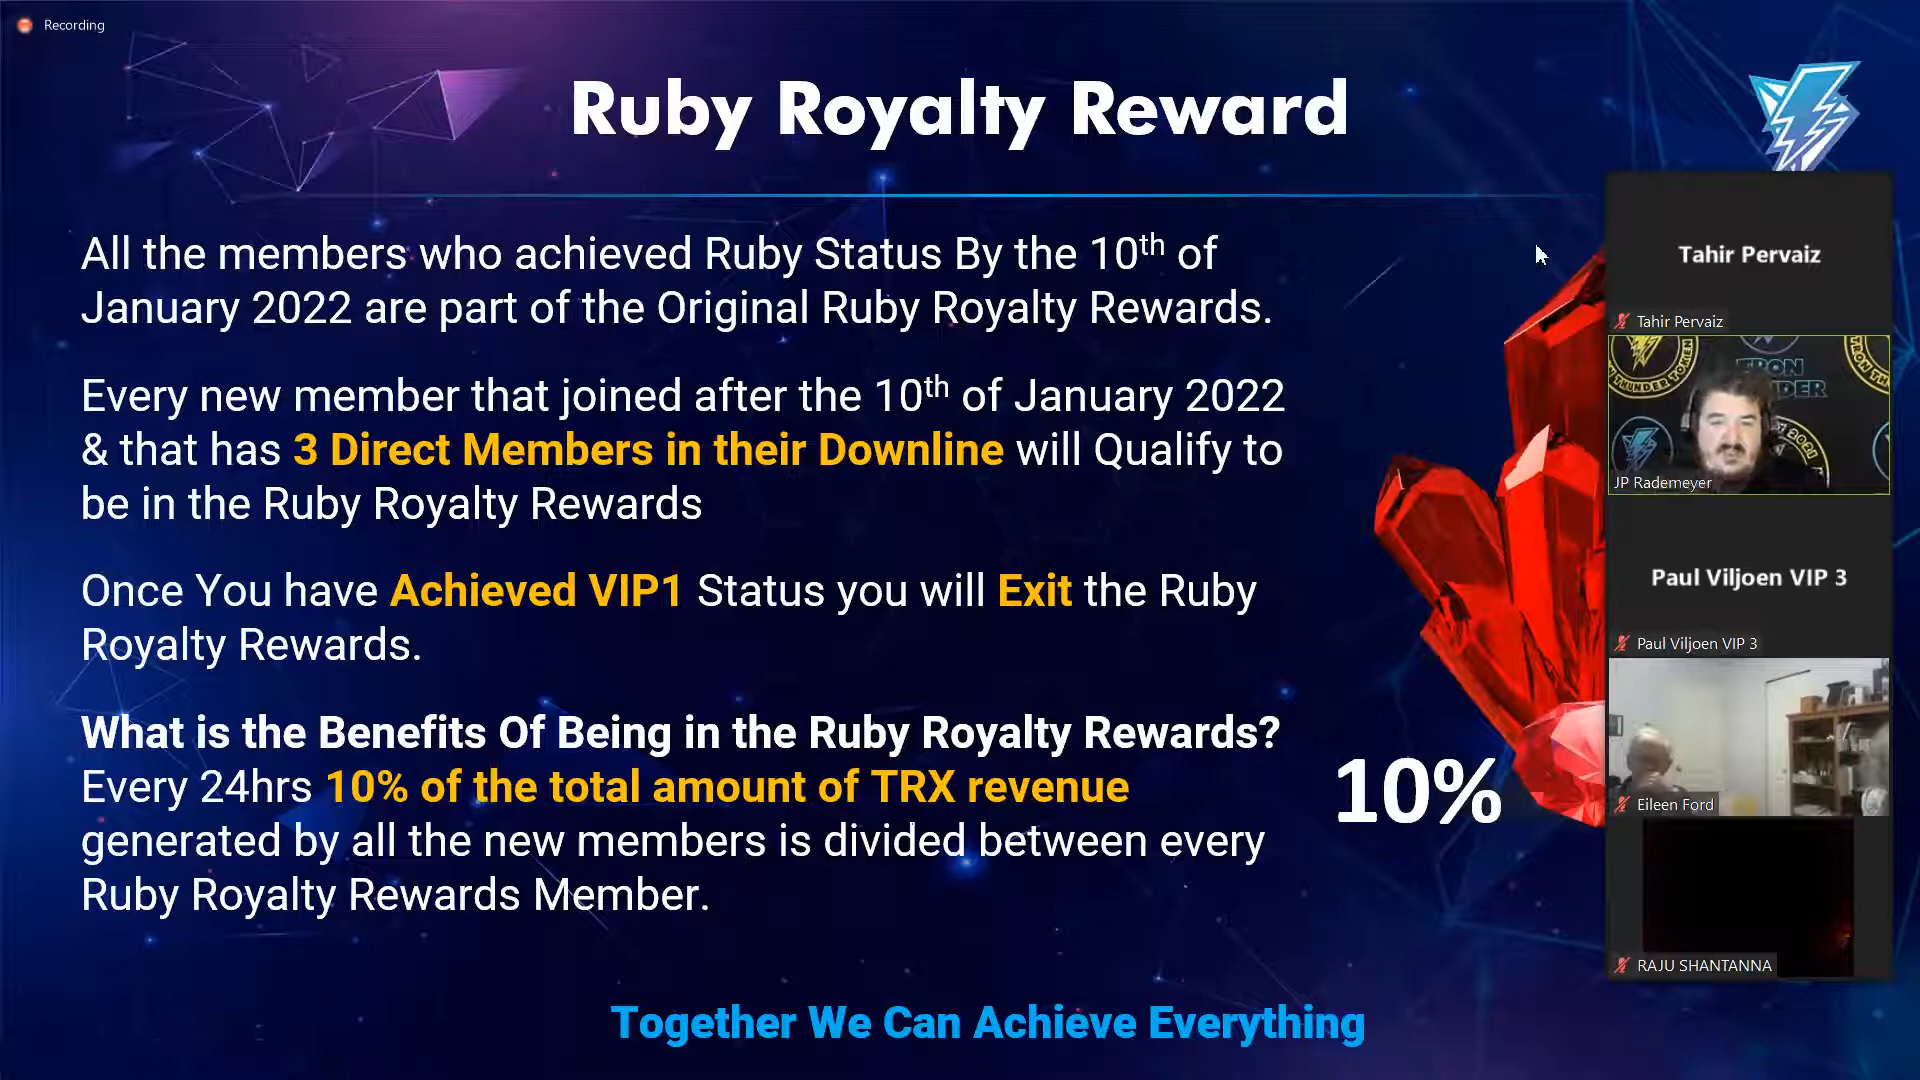 Recording
Ruby Royalty Reward
All the members who achieved Ruby Status By the 10th of
January 2022 are part of the Original Ruby Royalty Rewards.
Every new member that joined after the 10th of January 2022
& that has 3 Direct Members in their Downline will Qualify to
be in the Ruby Royalty Rewards
Once You have Achieved VIP1 Status you will Exit the Ruby
Royalty Rewards.
What is the Benefits Of Being in the Ruby Royalty Rewards?
Every 24hrs 10% of the total amount of TRX revenue
generated by all the new members is divided between every
Ruby Royalty Rewards Member.
10%
Together We Can Achieve Everything
Tahir Pervaiz
Tahir Pervaiz
JP Rademeyer
Paul Viljoen VIP 3
Paul Viljoen VIP 3
Eileen Ford
RAJU SHANTANNA